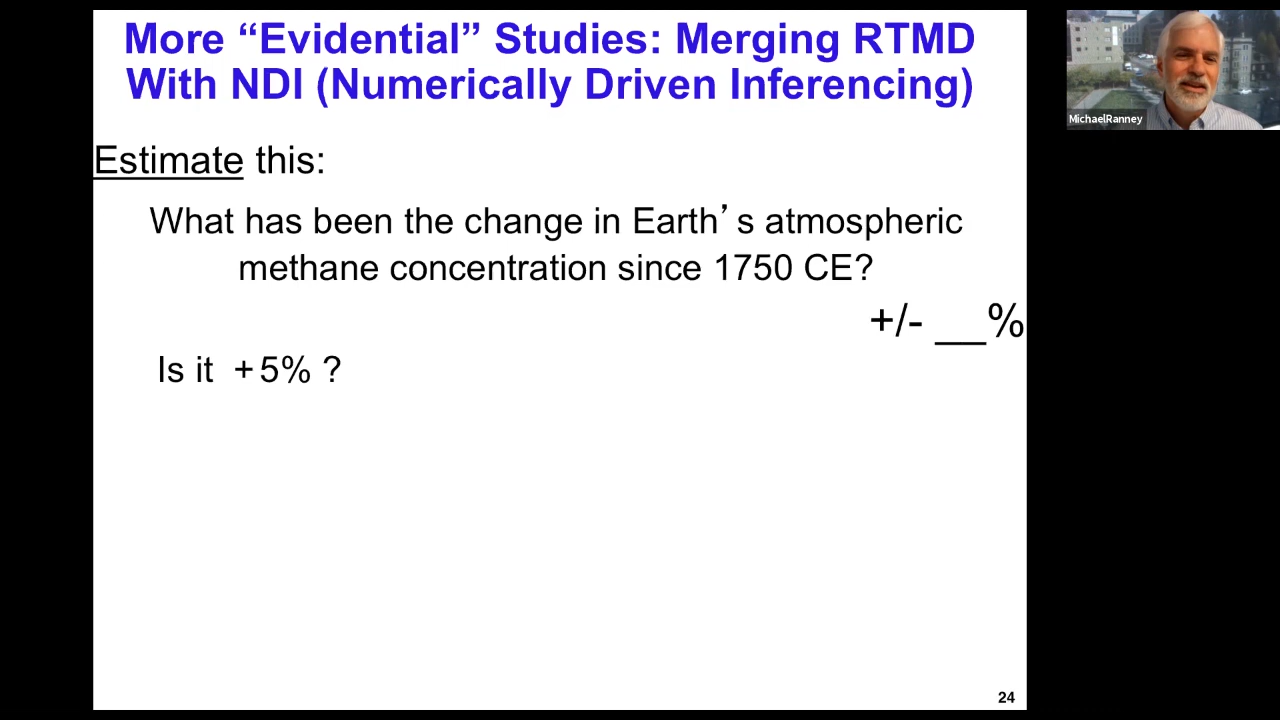 More “Evidential” Studies: Merging RTMD
With NDI (Numerically Driven Inferencing)
Estimate this:
What has been the change in Earth’s atmospheric
methane concentration since 1750 CE?
+/- __%
Is it +5% ?
24
MichaelRanney